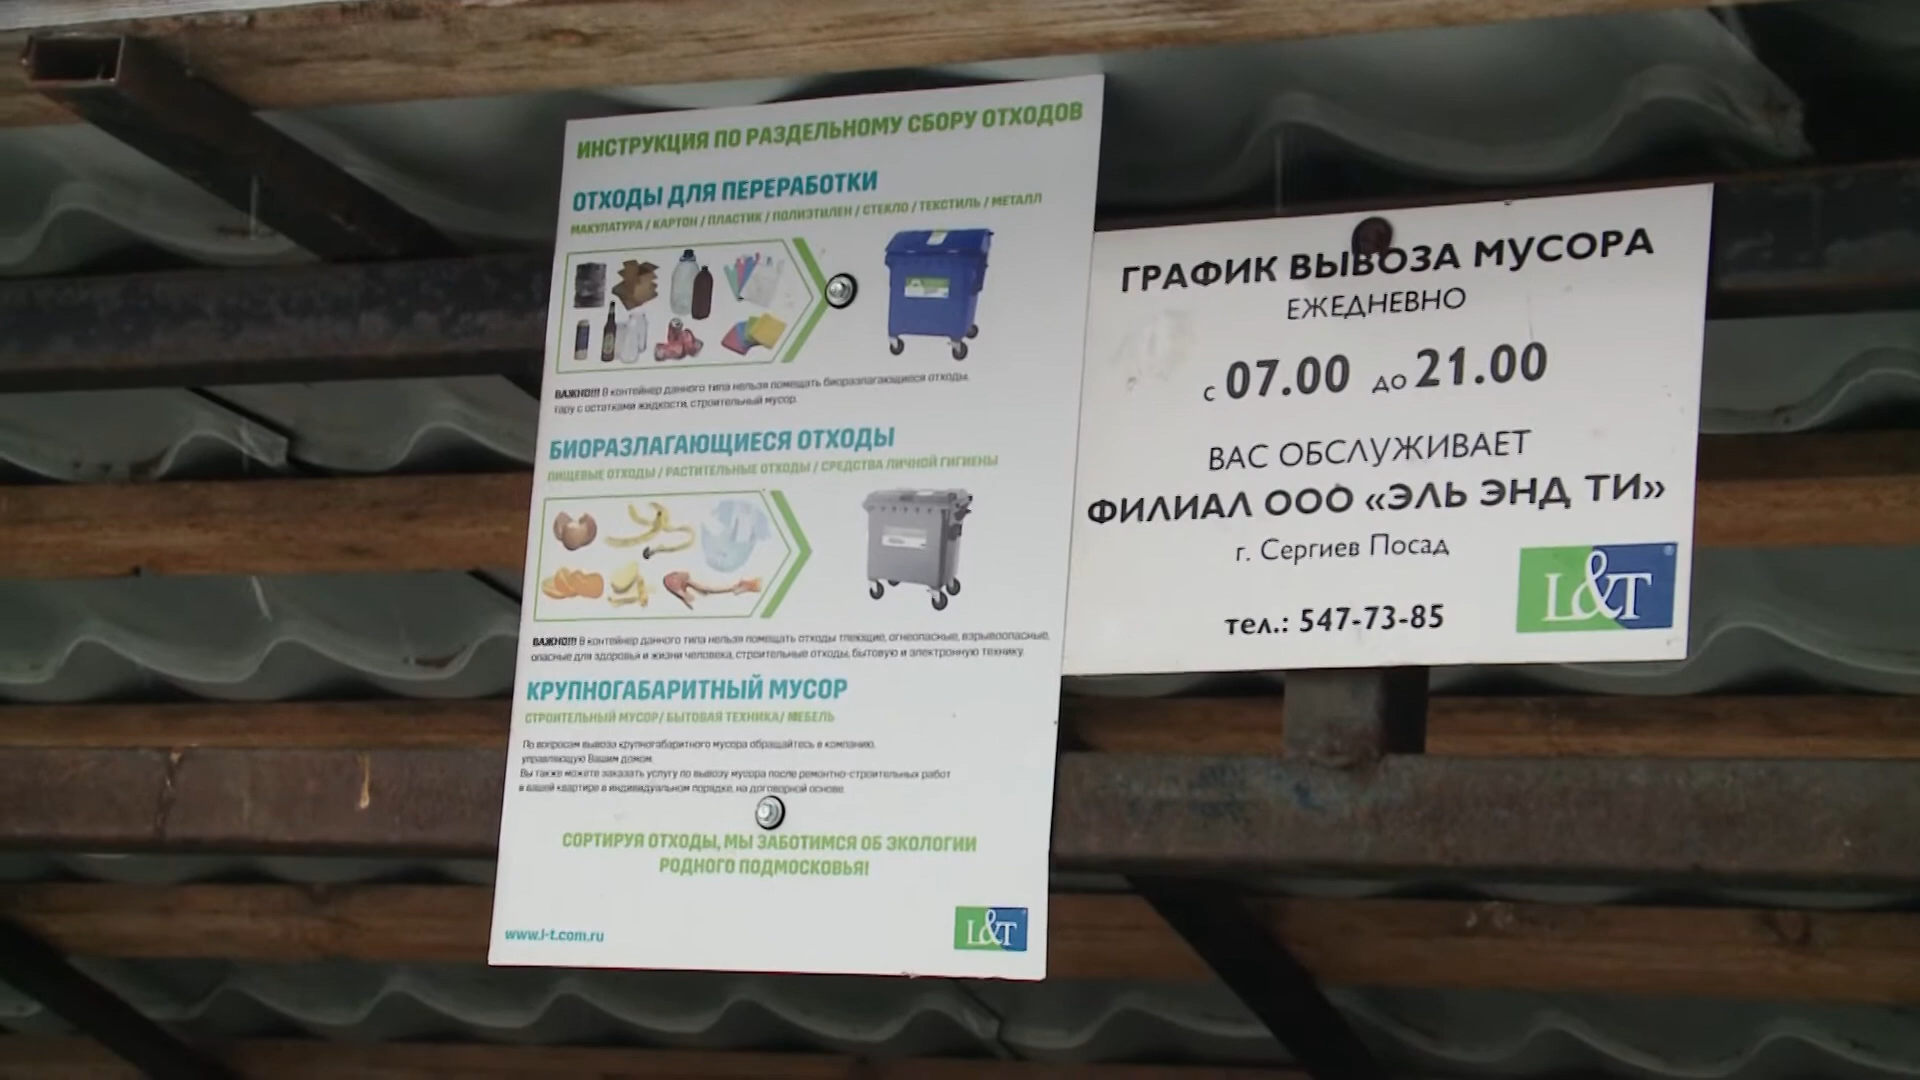 ИНСТРУКЦИЯ ПО РАЗДЕЛЬНОМУ СБОРУ ОТХОДОВ
ОТХОДЫ ДЛЯ ПЕРЕРАБОТКИ
МАКУЛАТУРА / КАРТОН / ПЛАСТИК / ПОЛИЭТИЛЕН / СТЕКЛО / ТЕКСТИЛЬ / МЕТАЛЛ
ВАЖНО!!! В контейнер данного типа нельзя помещать биоразлагающиеся отходы,
тару с остатками жидкости, строительный мусор.
БИОРАЗЛАГАЮЩИЕСЯ ОТХОДЫ
ПИЩЕВЫЕ ОТХОДЫ / РАСТИТЕЛЬНЫЕ ОТХОДЫ / СРЕДСТВА ЛИЧНОЙ ГИГИЕНЫ
ВАЖНО!!! В контейнер данного типа нельзя помещать отходы тлеющие, огнеопасные, взрывоопасные,
опасные для здоровья и жизни человека, строительные отходы, бытовую и электронную технику.
КРУПНОГАБАРИТНЫЙ МУСОР
СТРОИТЕЛЬНЫЙ МУСОР/ БЫТОВАЯ ТЕХНИКА/ МЕБЕЛЬ
По вопросам вывоза крупногабаритного мусора обращайтесь в компанию,
управляющую Вашим домом.
Вы также можете заказать услугу по вывозу мусора после ремонтно-строительных работ
в вашей квартире в индивидуальном порядке, на договорной основе.
СОРТИРУЯ ОТХОДЫ, МЫ ЗАБОТИМСЯ ОБ ЭКОЛОГИИ
РОДНОГО ПОДМОСКОВЬЯ!
www.l-t.com.ru
L&T
ГРАФИК ВЫВОЗА МУСОРА
ЕЖЕДНЕВНО
с 07.00 до 21.00
ВАС ОБСЛУЖИВАЕТ
ФИЛИАЛ ООО «ЭЛЬ ЭНД ТИ»
г. Сергиев Посад
тел.: 547-73-85
L&T®